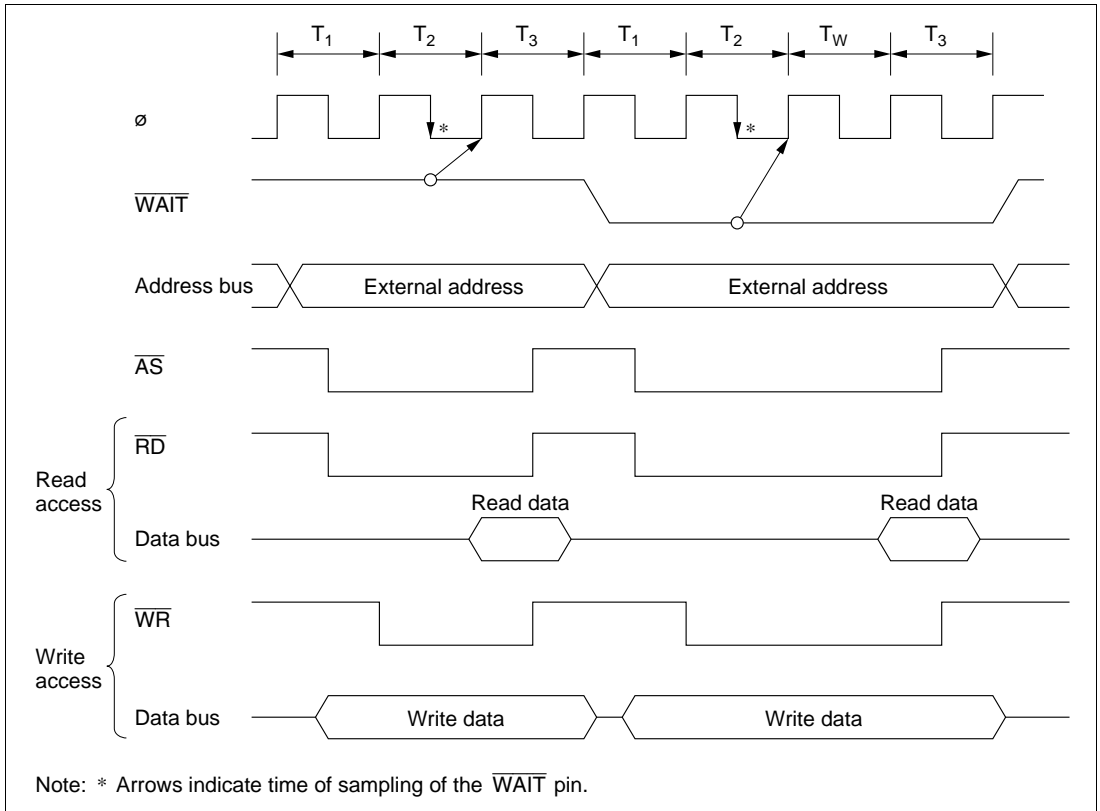 T1 T2 T3 T1 T2 TW T3
ø
* *
WAIT
Address bus External address External address
AS
RD
Read access
Read data Read data
Data bus
WR
Write access
Data bus Write data Write data
Note: * Arrows indicate time of sampling of the WAIT pin.